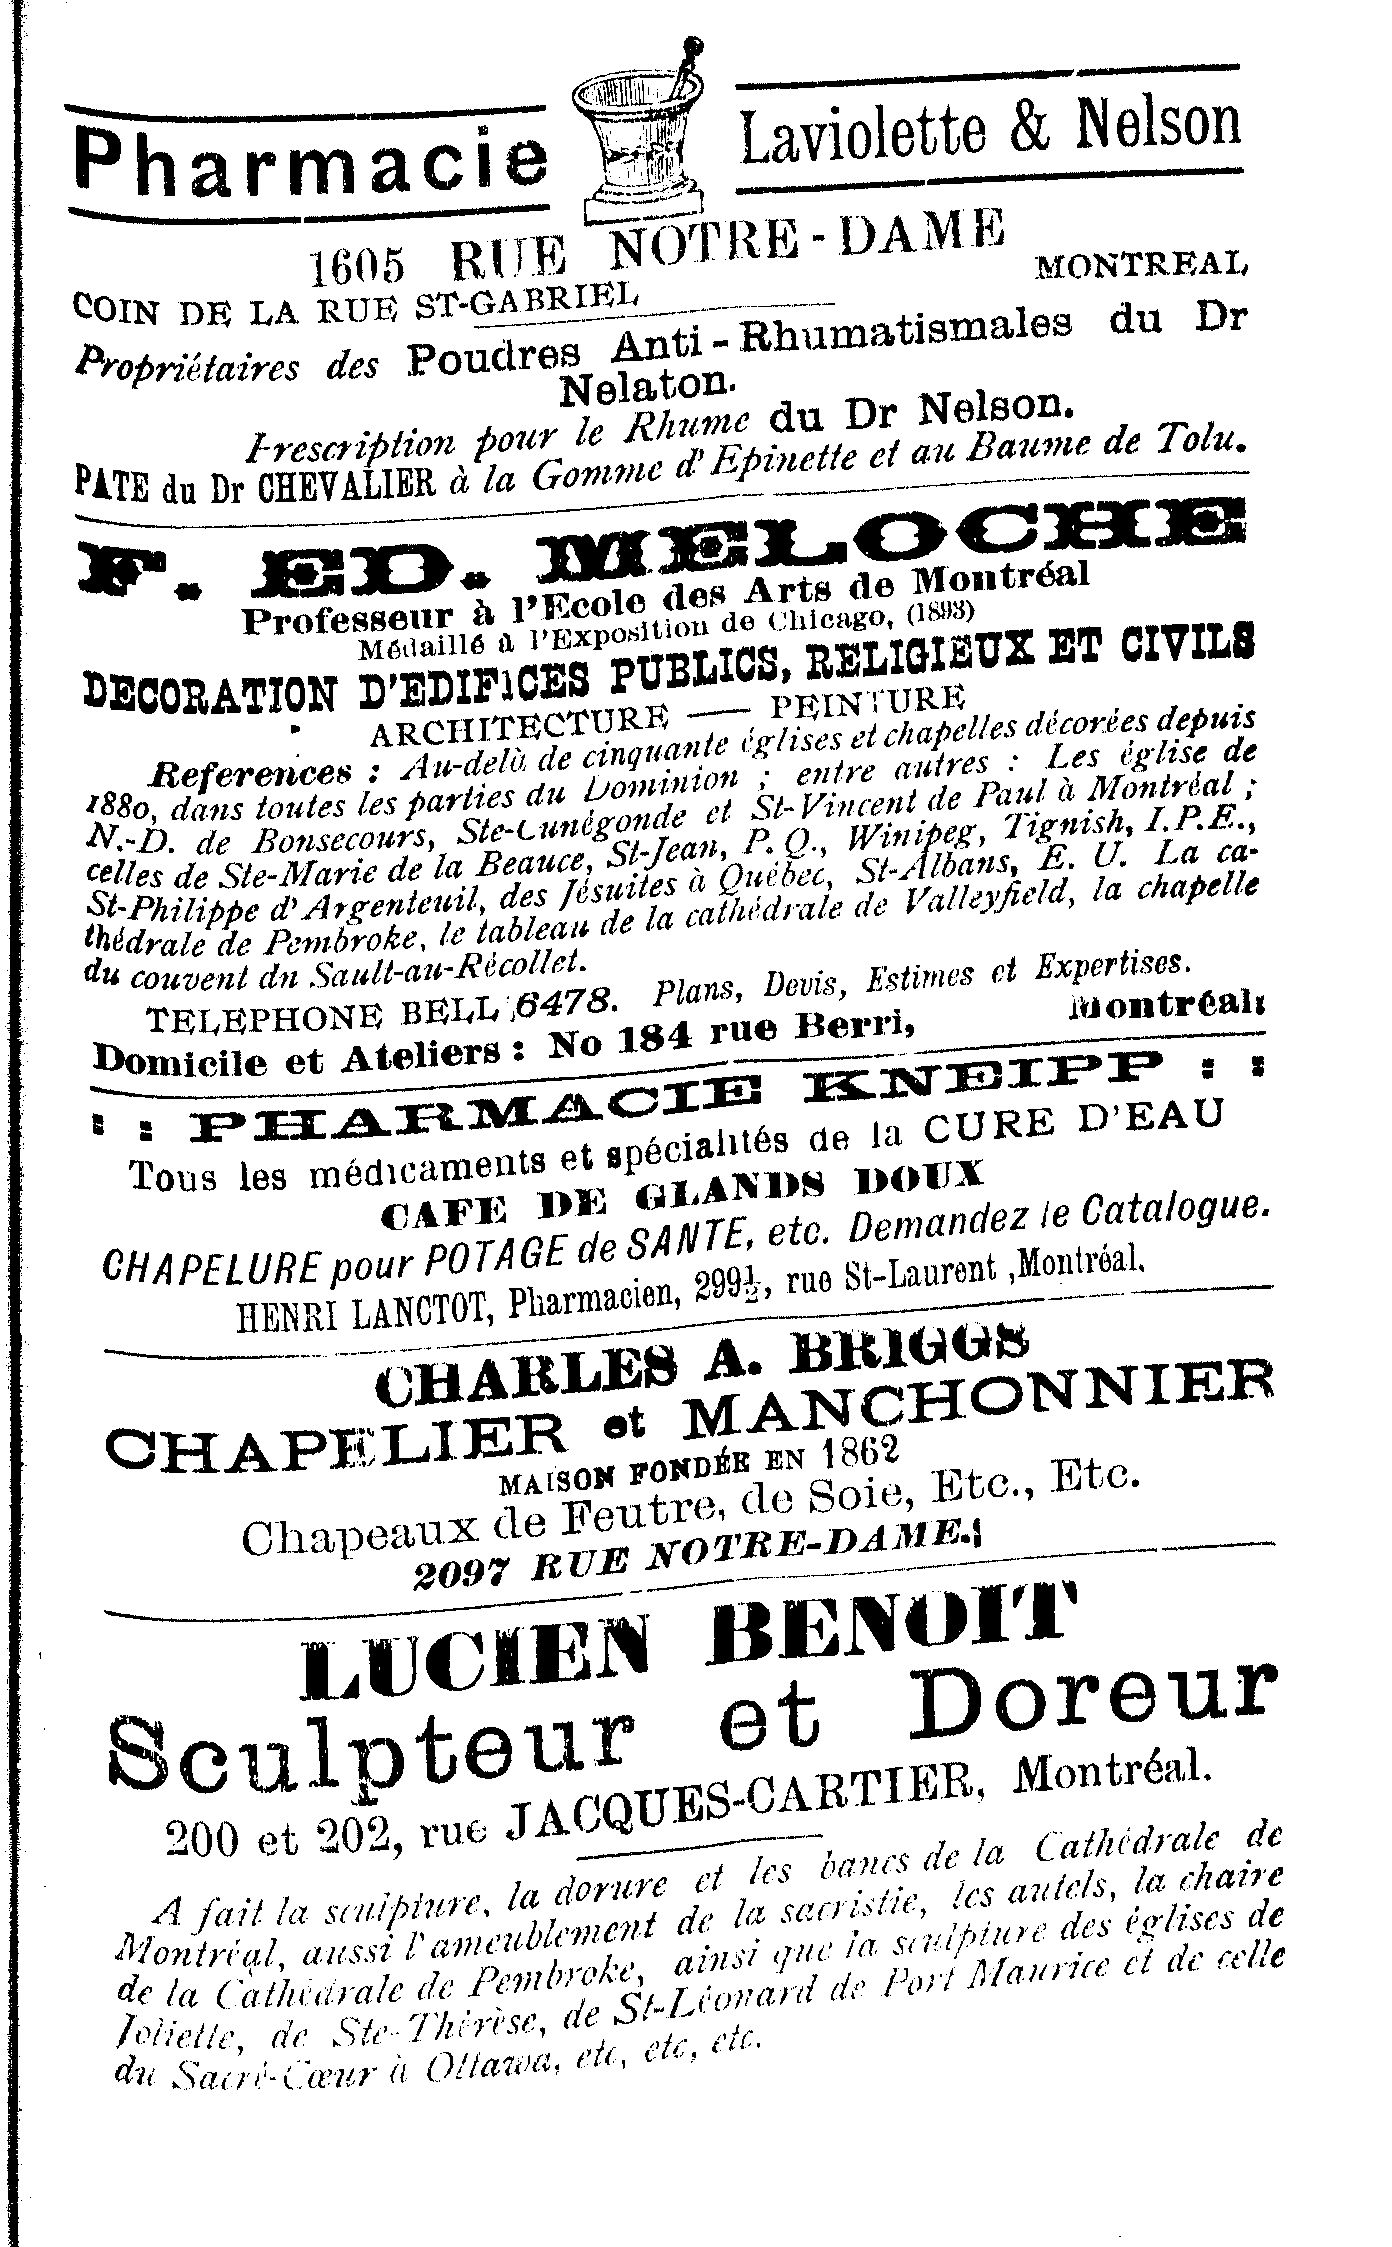 Pharmacie Laviolette & Nelson
1605 RUE NOTRE-DAME
COIN DE LA RUE ST-GABRIEL MONTREAL
Propriétaires des Poudres Anti-Rhumatismales du Dr
Nelaton.
Prescription pour le Rhume du Dr Nelson.
PATE du Dr CHEVALIER à la Gomme d'Epinette et au Baume de Tolu.
F. ED. MELOCHE
Professeur à l'Ecole des Arts de Montréal
Médaillé à l'Exposition de Chicago, (1893)
DECORATION D'EDIFICES PUBLICS, RELIGIEUX ET CIVILS
ARCHITECTURE — PEINTURE
References : Au-delà de cinquante églises et chapelles décorées depuis
1880, dans toutes les parties du Dominion ; entre autres : Les église de
N.-D. de Bonsecours, Ste-Cunégonde et St-Vincent de Paul à Montréal ;
celles de Ste-Marie de la Beauce, St-Jean, P. Q., Winipeg, Tignish, I.P.E.,
St-Philippe d'Argenteuil, des Jésuites à Québec, St-Albans, E. U. La ca-
thédrale de Pembroke, le tableau de la cathédrale de Valleyfield, la chapelle
du couvent dn Sault-au-Récollet.
TELEPHONE BELL 6478. Plans, Devis, Estimes et Expertises.
Domicile et Ateliers : No 184 rue Berri, Montréal
: : PHARMACIE KNEIPP : :
Tous les médicaments et spécialités de la CURE D'EAU
CAFE DE GLANDS DOUX
CHAPELURE pour POTAGE de SANTE, etc. Demandez le Catalogue.
HENRI LANCTOT, Pharmacien, 299½, rue St-Laurent ,Montréal.
CHARLES A. BRIGGS
CHAPELIER et MANCHONNIER
MAISON FONDÉE EN 1862
Chapeaux de Feutre, de Soie, Etc., Etc.
2097 RUE NOTRE-DAME.
LUCIEN BENOIT
Sculpteur et Doreur
200 et 202, rue JACQUES-CARTIER, Montréal.
A fait la sculpture, la dorure et les bancs de la Cathédrale de
Montréal, aussi l'ameublement de la sacristie, les autels, la chaire
de la Cathédrale de Pembroke, ainsi que la sculpture des églises de
Joliette, de Ste-Thérèse, de St-Léonard de Port Maurice et de celle
du Sacré-Cœur à Ottawa, etc, etc, etc.